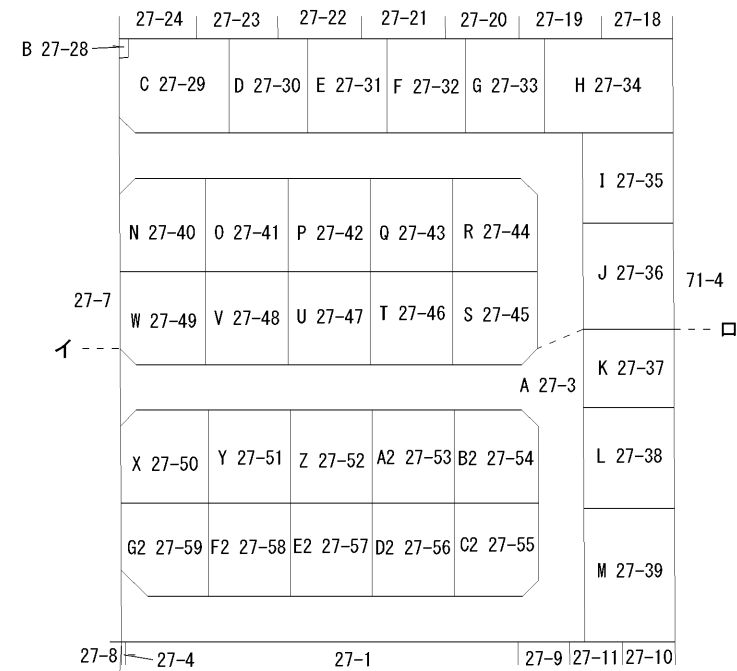 27-24 27-23 27-22 27-21 27-20 27-19 27-18
B 27-28
C 27-29 D 27-30 E 27-31 F 27-32 G 27-33 H 27-34
I 27-35
N 27-40 O 27-41 P 27-42 Q 27-43 R 27-44
J 27-36
71-4
27-7
W 27-49 V 27-48 U 27-47 T 27-46 S 27-45
イ ロ
K 27-37
A 27-3
X 27-50 Y 27-51 Z 27-52 A2 27-53 B2 27-54
L 27-38
G2 27-59 F2 27-58 E2 27-57 D2 27-56 C2 27-55
M 27-39
27-8 27-4 27-1 27-9 27-11 27-10